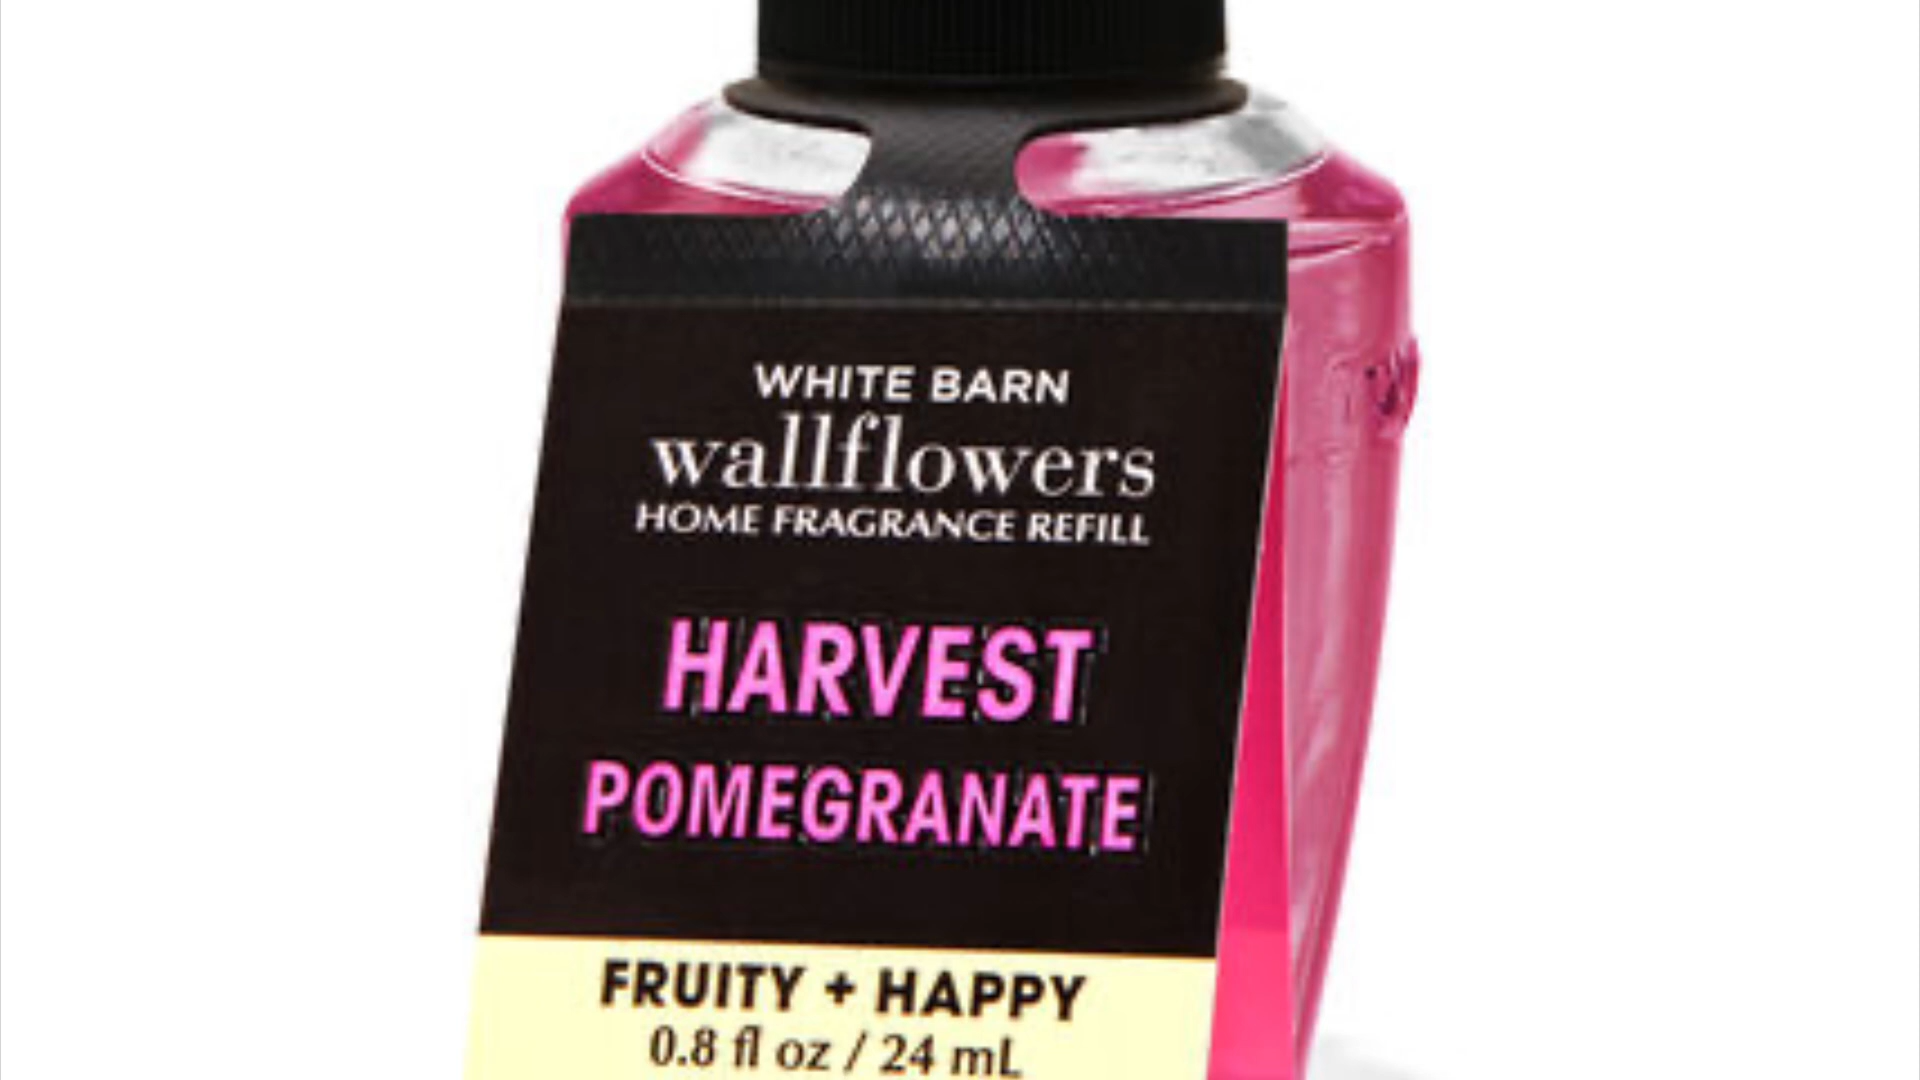 WHITE BARN
wallflowers
HOME FRAGRANCE REFILL
HARVEST
POMEGRANATE
FRUITY + HAPPY
0.8 fl oz / 24 mL